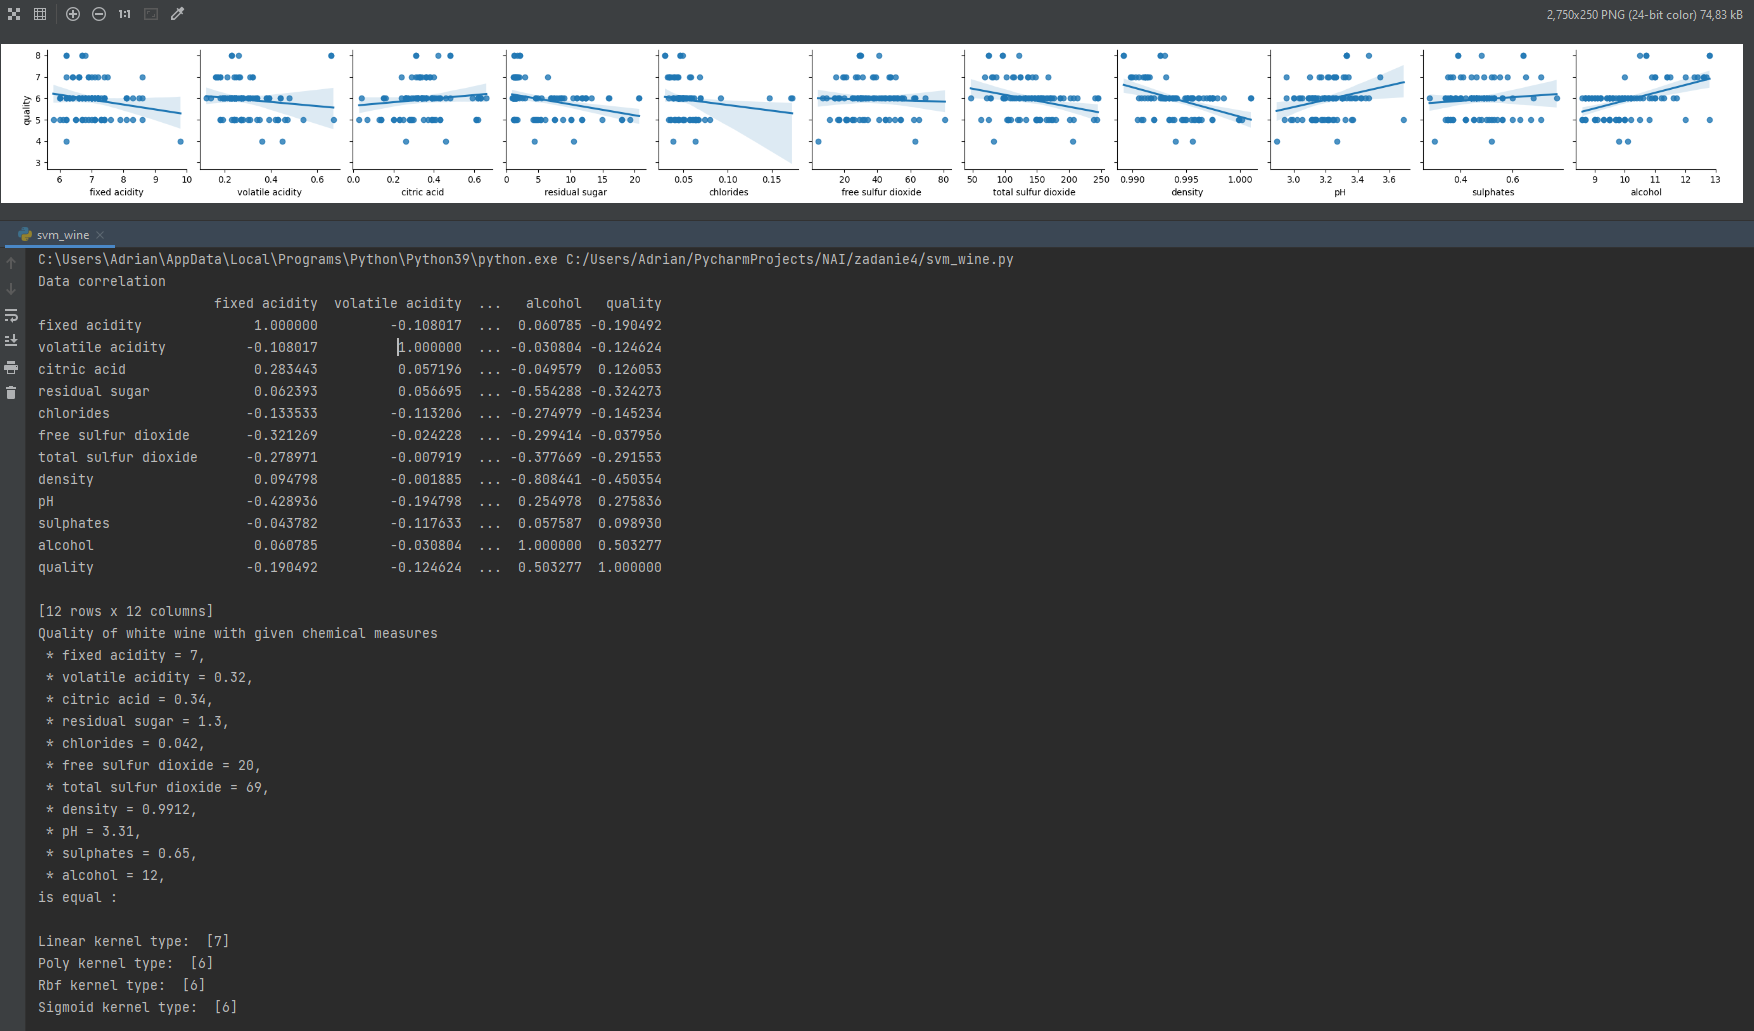 2,750x250 PNG (24-bit color) 74,83 kB
1:1
quality
8
7
6
5
4
3
6 7 8 9 10
fixed acidity
0.2 0.4 0.6
volatile acidity
0.0 0.2 0.4 0.6
citric acid
0 5 10 15 20
residual sugar
0.05 0.10 0.15
chlorides
20 40 60 80
free sulfur dioxide
50 100 150 200 250
total sulfur dioxide
0.990 0.995 1.000
density
3.0 3.2 3.4 3.6
pH
0.4 0.6
sulphates
9 10 11 12 13
alcohol
svm_wine
C:\Users\Adrian\AppData\Local\Programs\Python\Python39\python.exe C:/Users/Adrian/PycharmProjects/NAI/zadanie4/svm_wine.py
Data correlation
fixed acidity volatile acidity ... alcohol quality
fixed acidity 1.000000 -0.108017 ... 0.060785 -0.190492
volatile acidity -0.108017 1.000000 ... -0.030804 -0.124624
citric acid 0.283443 0.057196 ... -0.049579 0.126053
residual sugar 0.062393 0.056695 ... -0.554288 -0.324273
chlorides -0.133533 -0.113206 ... -0.274979 -0.145234
free sulfur dioxide -0.321269 -0.024228 ... -0.299414 -0.037956
total sulfur dioxide -0.278971 -0.007919 ... -0.377669 -0.291553
density 0.094798 -0.001885 ... -0.808441 -0.450354
pH -0.428936 -0.194798 ... 0.254978 0.275836
sulphates -0.043782 -0.117633 ... 0.057587 0.098930
alcohol 0.060785 -0.030804 ... 1.000000 0.503277
quality -0.190492 -0.124624 ... 0.503277 1.000000
[12 rows x 12 columns]
Quality of white wine with given chemical measures
* fixed acidity = 7,
* volatile acidity = 0.32,
* citric acid = 0.34,
* residual sugar = 1.3,
* chlorides = 0.042,
* free sulfur dioxide = 20,
* total sulfur dioxide = 69,
* density = 0.9912,
* pH = 3.31,
* sulphates = 0.65,
* alcohol = 12,
is equal :
Linear kernel type:  [7]
Poly kernel type:  [6]
Rbf kernel type:  [6]
Sigmoid kernel type:  [6]